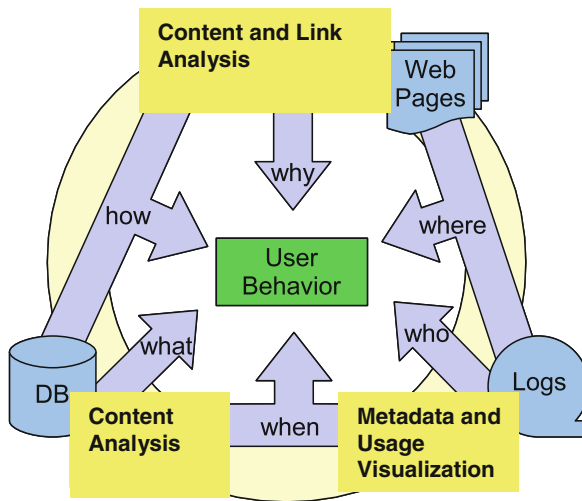 Content and Link
Analysis
Web
Pages
why
how
where
User
Behavior
what
who
DB
Logs
Content
Analysis
when
Metadata and
Usage
Visualization